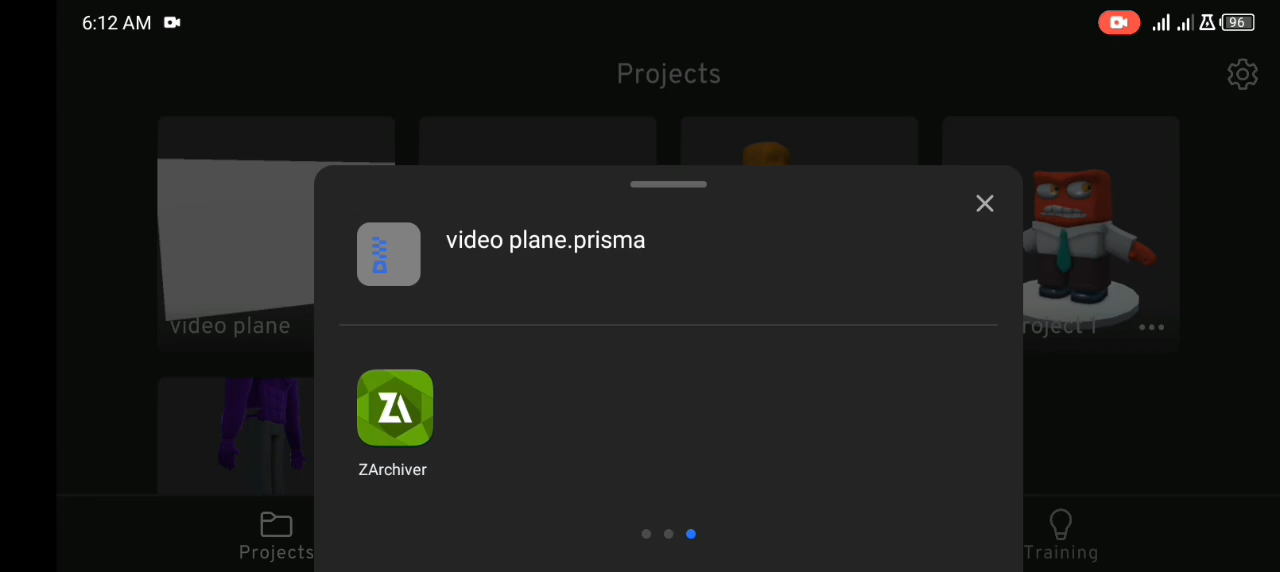 6:12 AM
96
Projects
video plane.prisma
video plane
roject 1
ZArchiver
Projects
Training